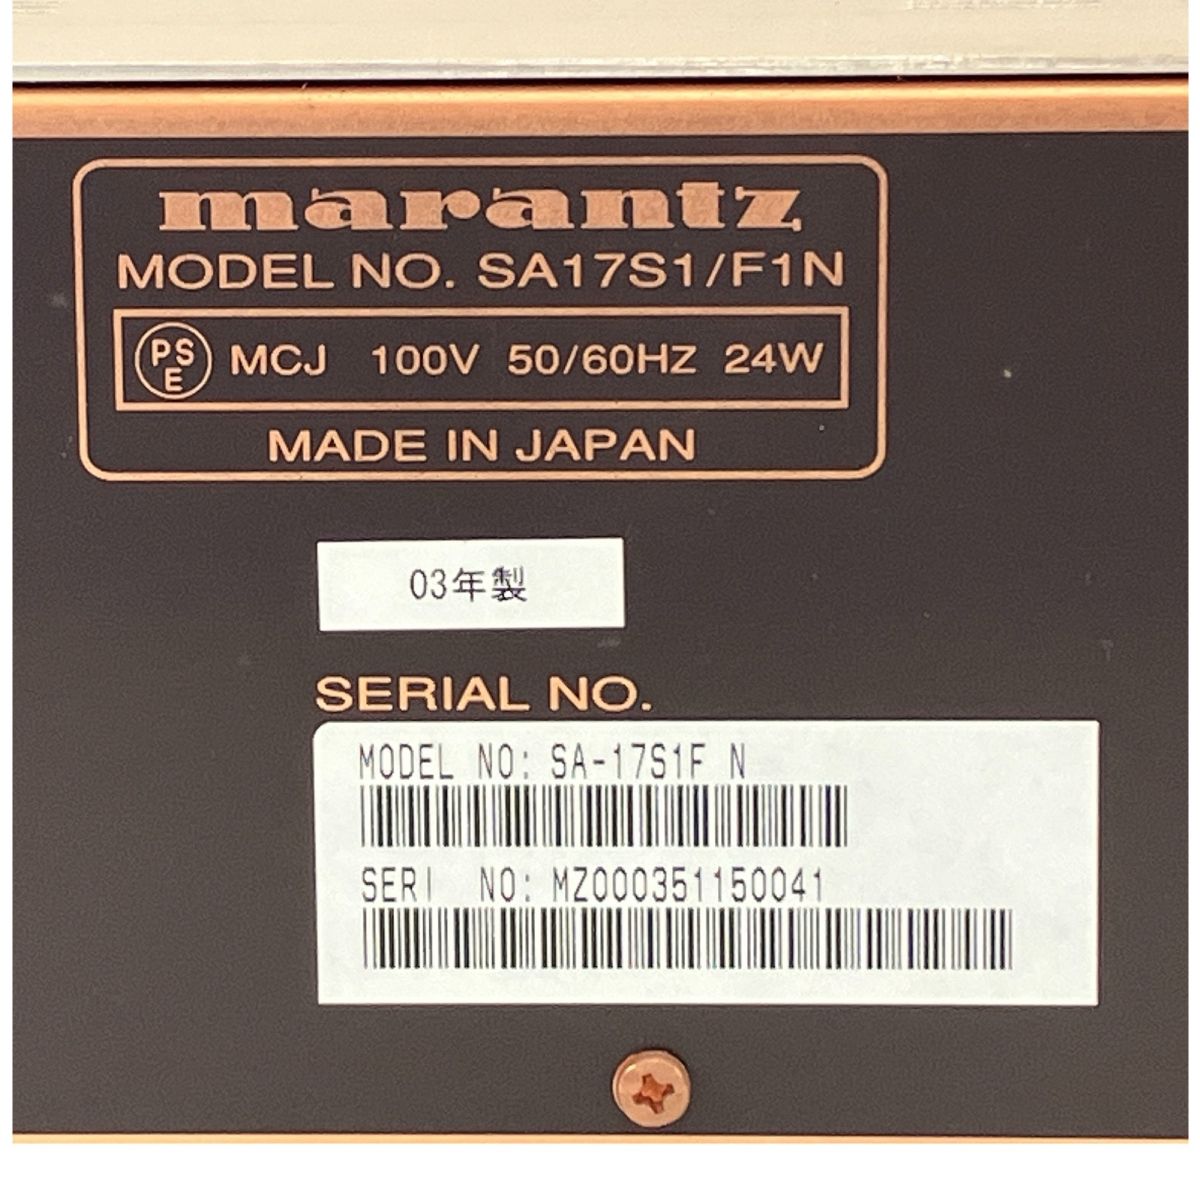 marantz
MODEL NO. SA17S1/F1N
PSE MCJ 100V 50/60HZ 24W
MADE IN JAPAN
03年製
SERIAL NO.
MODEL NO: SA-17S1F N
SERI NO: MZ000351150041